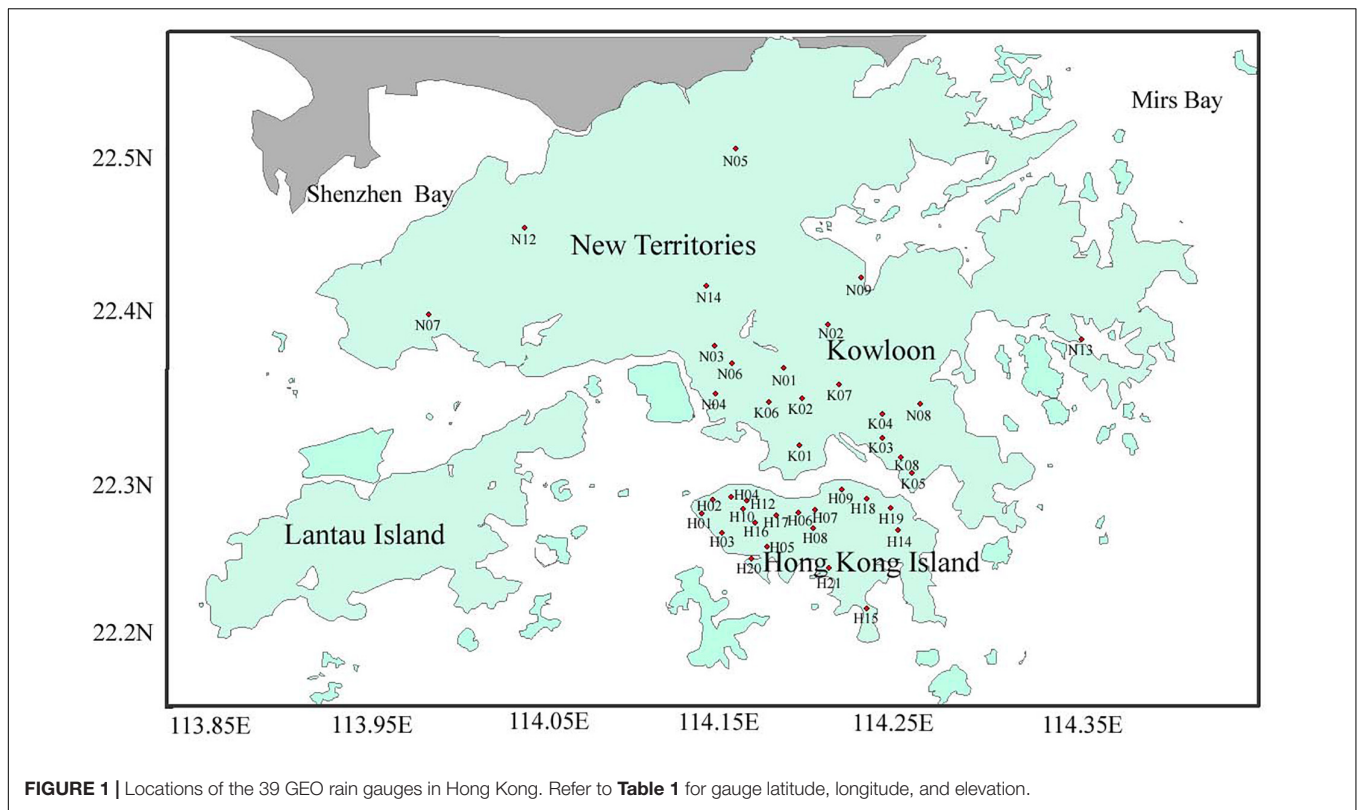 Mirs Bay
22.5N
N05
Shenzhen Bay
N12
New Territories
N09
N14
22.4N
N07
N02
N13
Kowloon
N03
N06
N01
K07
N04
K06
K02
N08
K04
K03
K01
K08
K05
22.3N
H04
H02
H12
H09
H18
H01
H10
H17
H06
H07
H19
H16
H03
H08
H14
Lantau Island
H05
Hong Kong Island
H20
H21
H15
22.2N
113.85E 113.95E 114.05E 114.15E 114.25E 114.35E
FIGURE 1 | Locations of the 39 GEO rain gauges in Hong Kong. Refer to Table 1 for gauge latitude, longitude, and elevation.